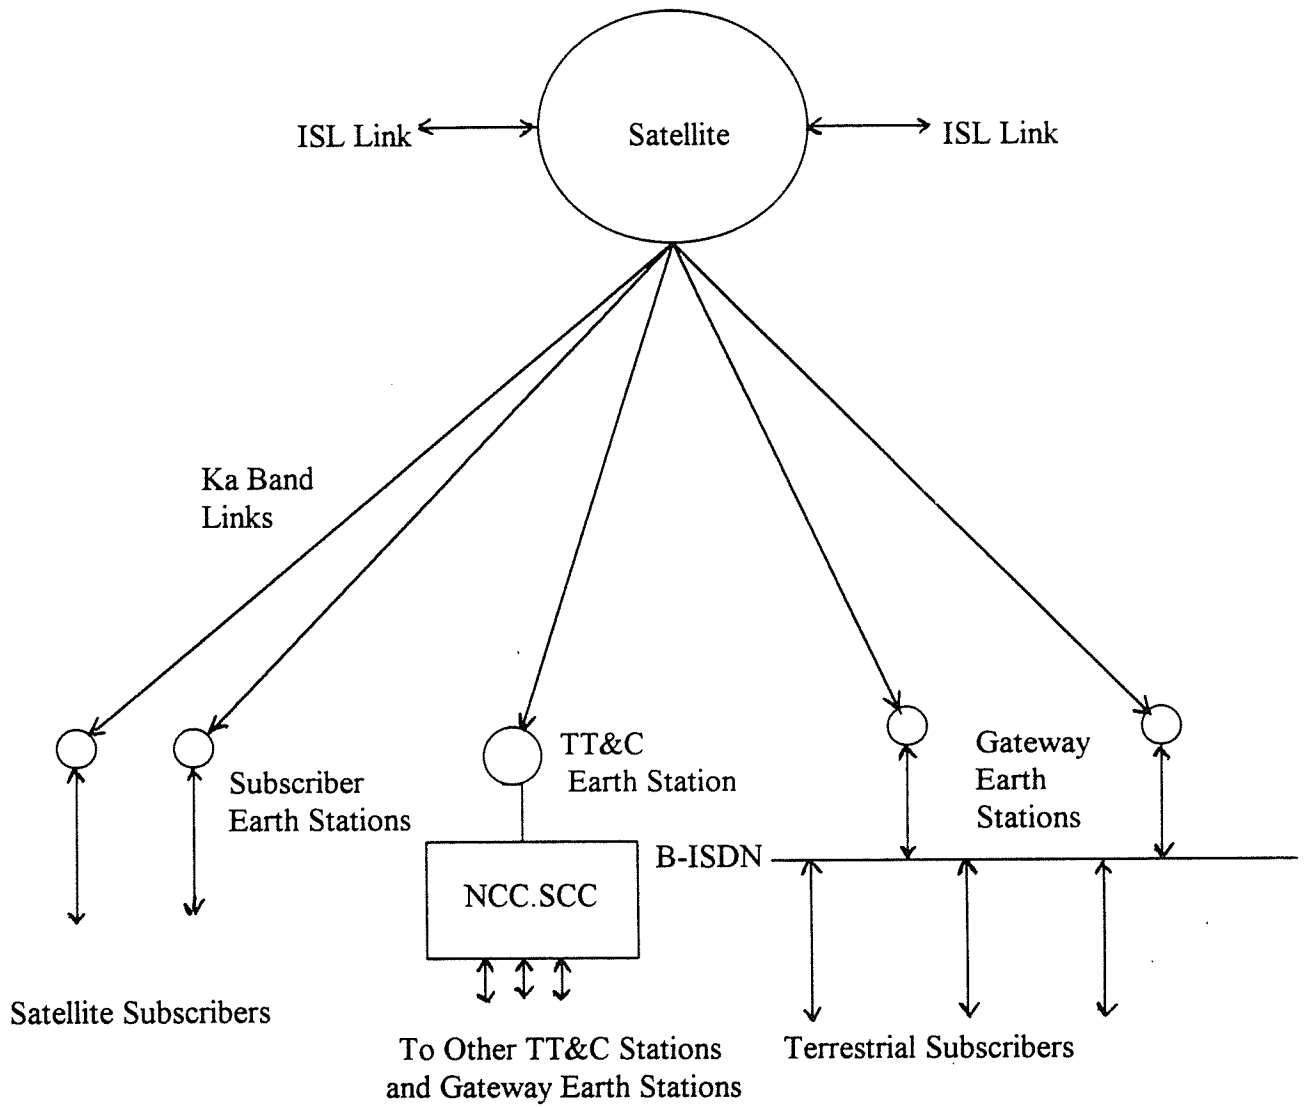 ISL Link
Satellite
ISL Link
Ka Band
Links
TT&C
Earth Station
Gateway
Earth
Stations
Subscriber
Earth Stations
B-ISDN
NCC.SCC
Satellite Subscribers
To Other TT&C Stations
and Gateway Earth Stations
Terrestrial Subscribers